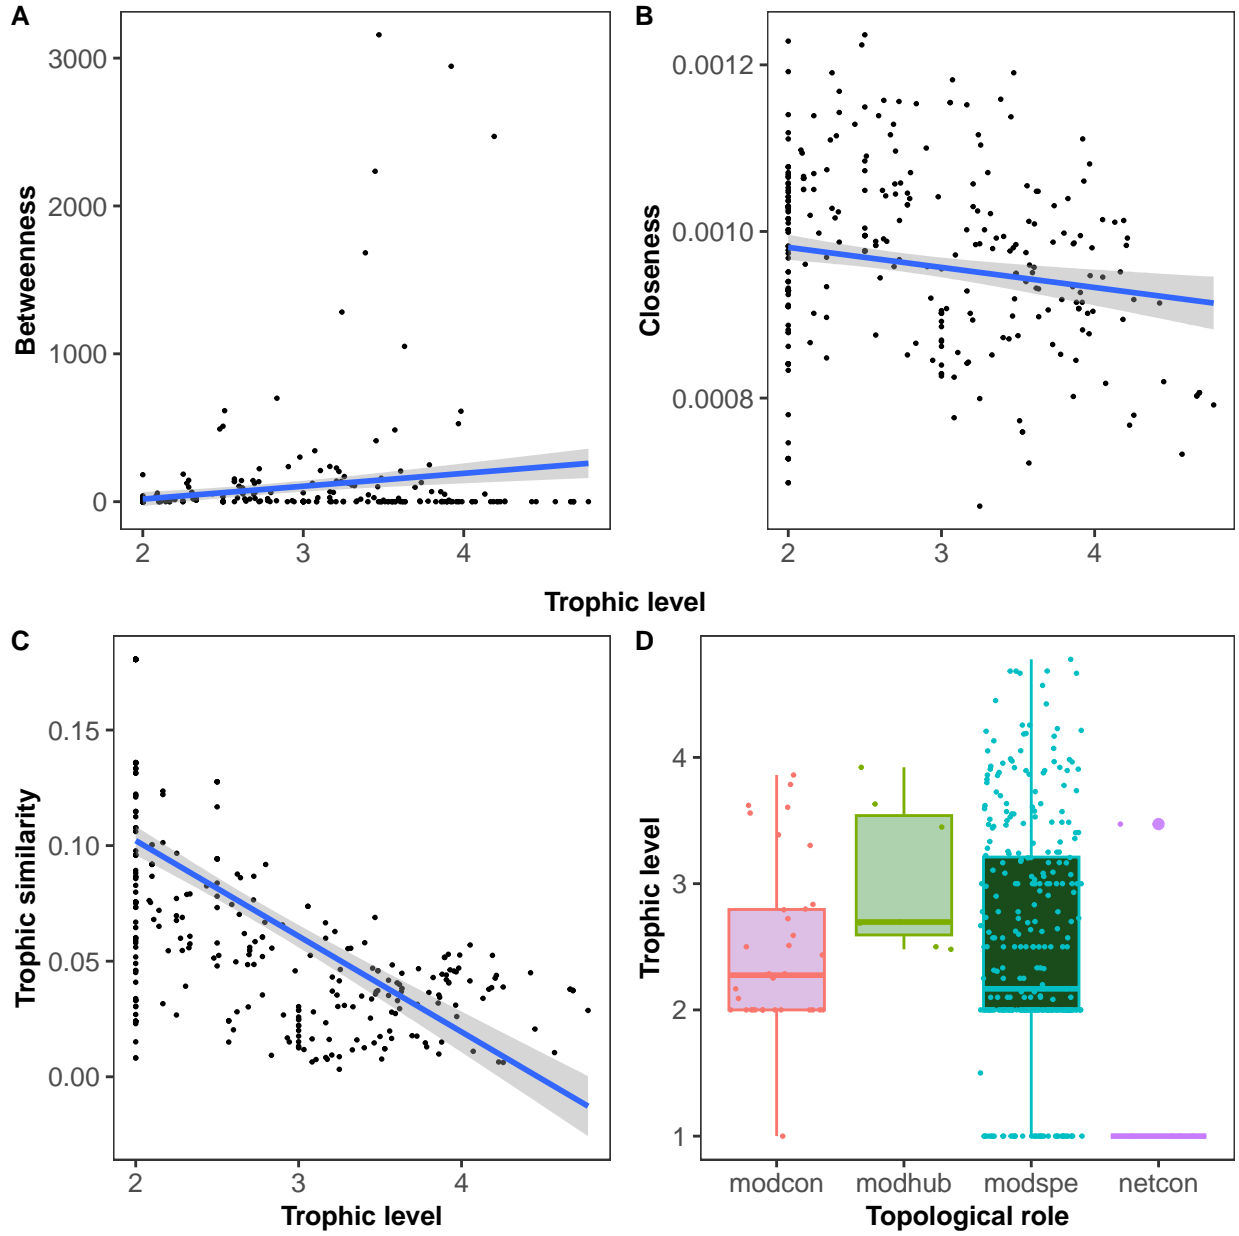 A
Betweenness
3000
2000
1000
0
2 3 4
B
Closeness
0.0012
0.0010
0.0008
2 3 4
Trophic level
C
Trophic similarity
0.15
0.10
0.05
0.00
2 3 4
Trophic level
D
Trophic level
4
3
2
1
modcon modhub modspe netcon
Topological role